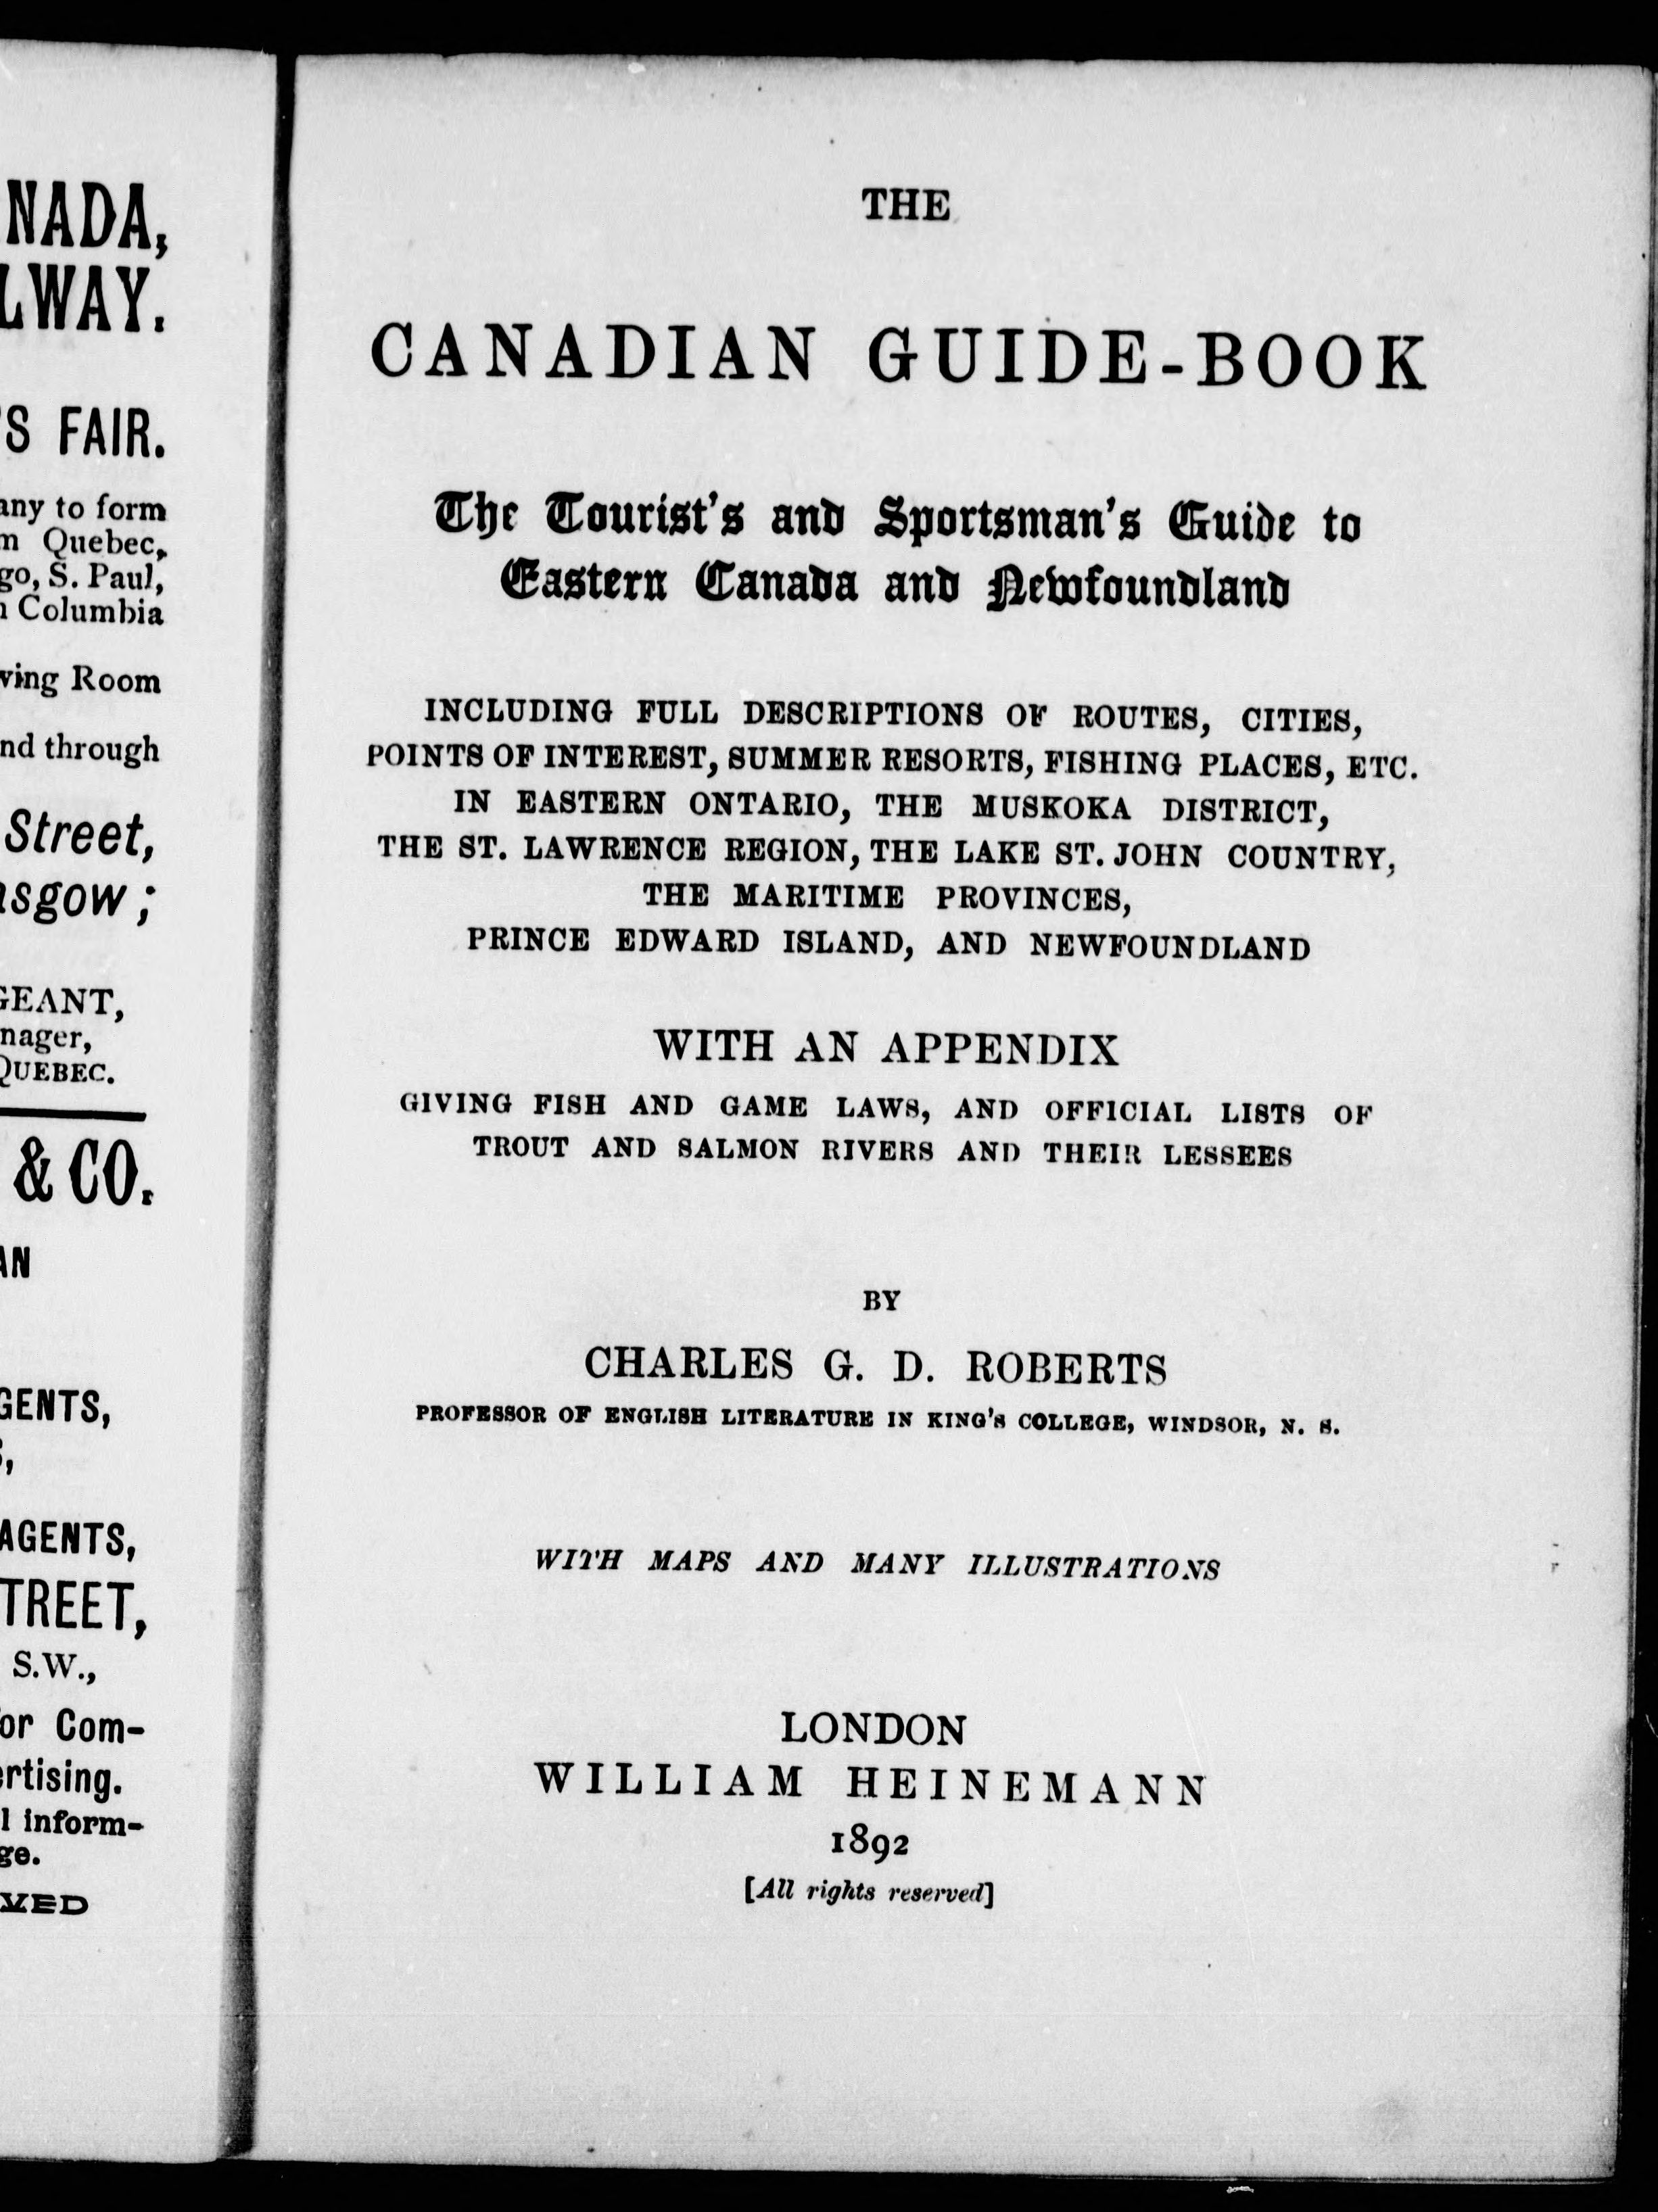 NADA,
LWAY.
'S FAIR.
any to form
m Quebec,
go, S. Paul,
n Columbia
wing Room
nd through
Street,
asgow;
GEANT,
nager,
QUEBEC.
& CO.
AN
GENTS,
S,
AGENTS,
TREET,
S.W.,
for Com-
ertising.
l inform-
ge.
VED
THE
CANADIAN GUIDE-BOOK
The Tourist's and Sportsman's Guide to
Eastern Canada and Newfoundland
INCLUDING FULL DESCRIPTIONS OF ROUTES, CITIES,
POINTS OF INTEREST, SUMMER RESORTS, FISHING PLACES, ETC.
IN EASTERN ONTARIO, THE MUSKOKA DISTRICT,
THE ST. LAWRENCE REGION, THE LAKE ST. JOHN COUNTRY,
THE MARITIME PROVINCES,
PRINCE EDWARD ISLAND, AND NEWFOUNDLAND
WITH AN APPENDIX
GIVING FISH AND GAME LAWS, AND OFFICIAL LISTS OF
TROUT AND SALMON RIVERS AND THEIR LESSEES
BY
CHARLES G. D. ROBERTS
PROFESSOR OF ENGLISH LITERATURE IN KING'S COLLEGE, WINDSOR, N. S.
WITH MAPS AND MANY ILLUSTRATIONS
LONDON
WILLIAM HEINEMANN
1892
[All rights reserved]